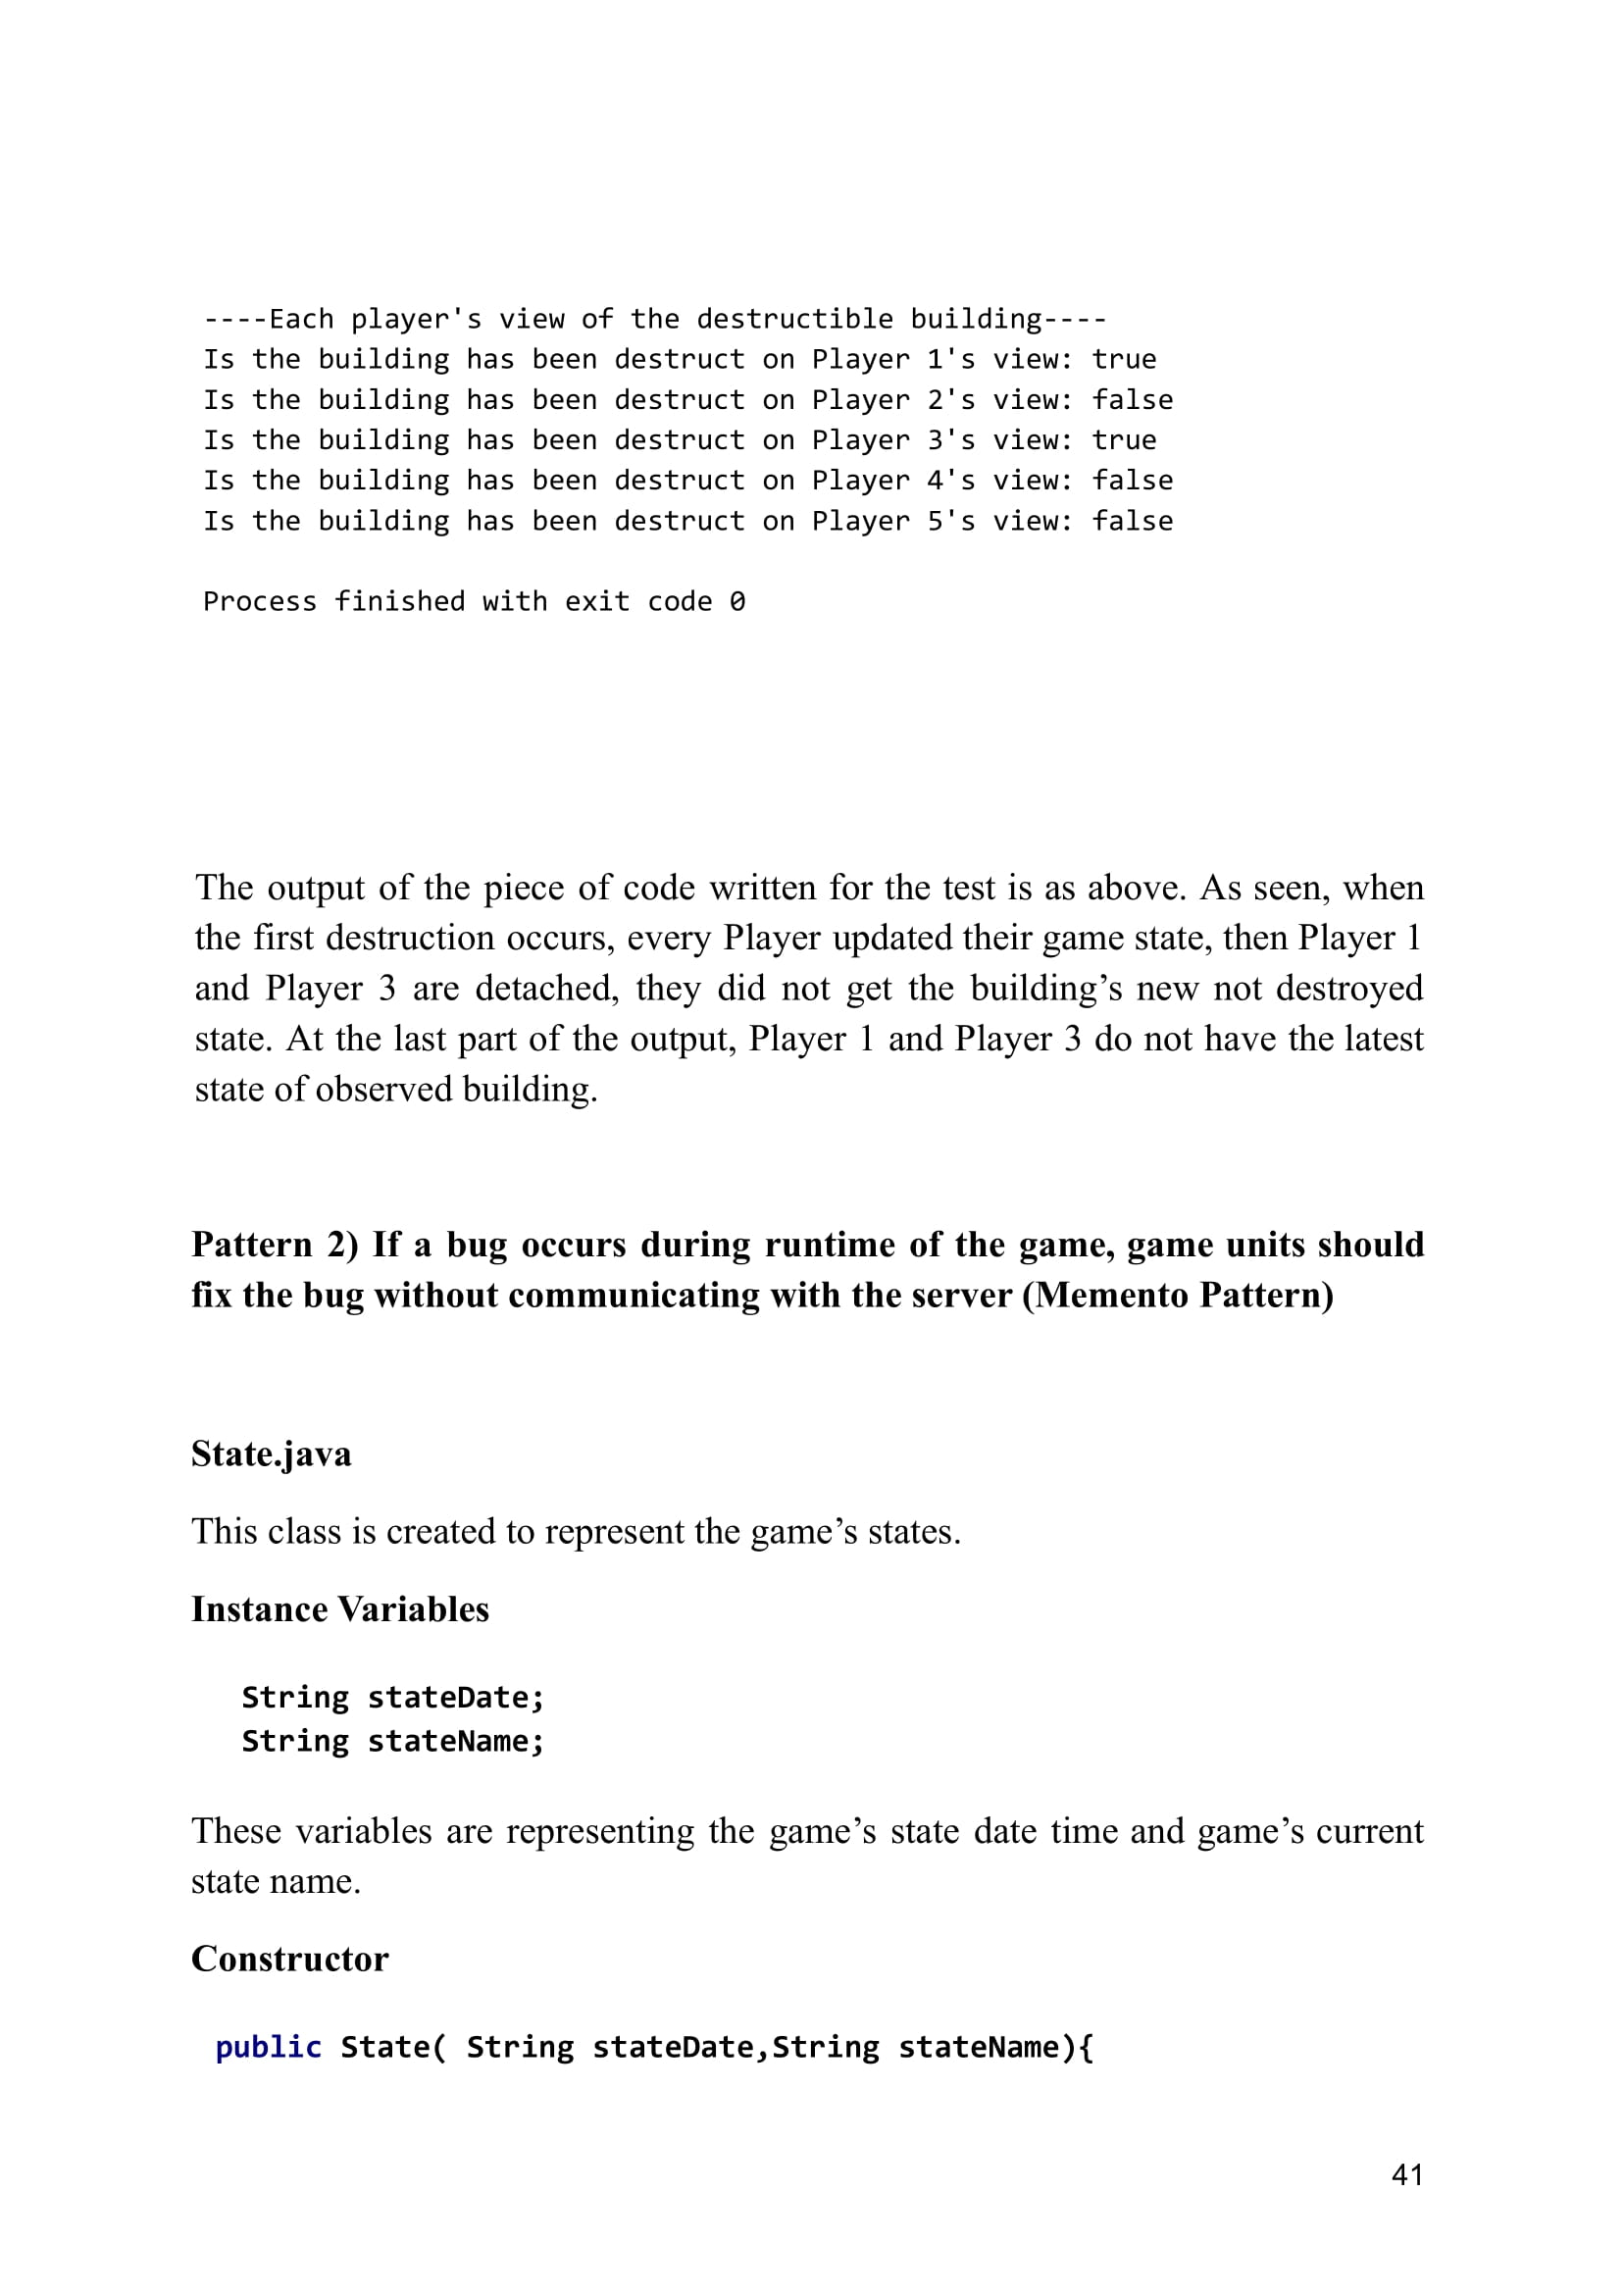 ----Each player's view of the destructible building----
Is the building has been destruct on Player 1's view: true
Is the building has been destruct on Player 2's view: false
Is the building has been destruct on Player 3's view: true
Is the building has been destruct on Player 4's view: false
Is the building has been destruct on Player 5's view: false
Process finished with exit code 0
The output of the piece of code written for the test is as above. As seen, when
the first destruction occurs, every Player updated their game state, then Player 1
and Player 3 are detached, they did not get the building’s new not destroyed
state. At the last part of the output, Player 1 and Player 3 do not have the latest
state of observed building.
Pattern 2) If a bug occurs during runtime of the game, game units should
fix the bug without communicating with the server (Memento Pattern)
State.java
This class is created to represent the game’s states.
Instance Variables
String stateDate;
String stateName;
These variables are representing the game’s state date time and game’s current
state name.
Constructor
public State( String stateDate,String stateName){
41